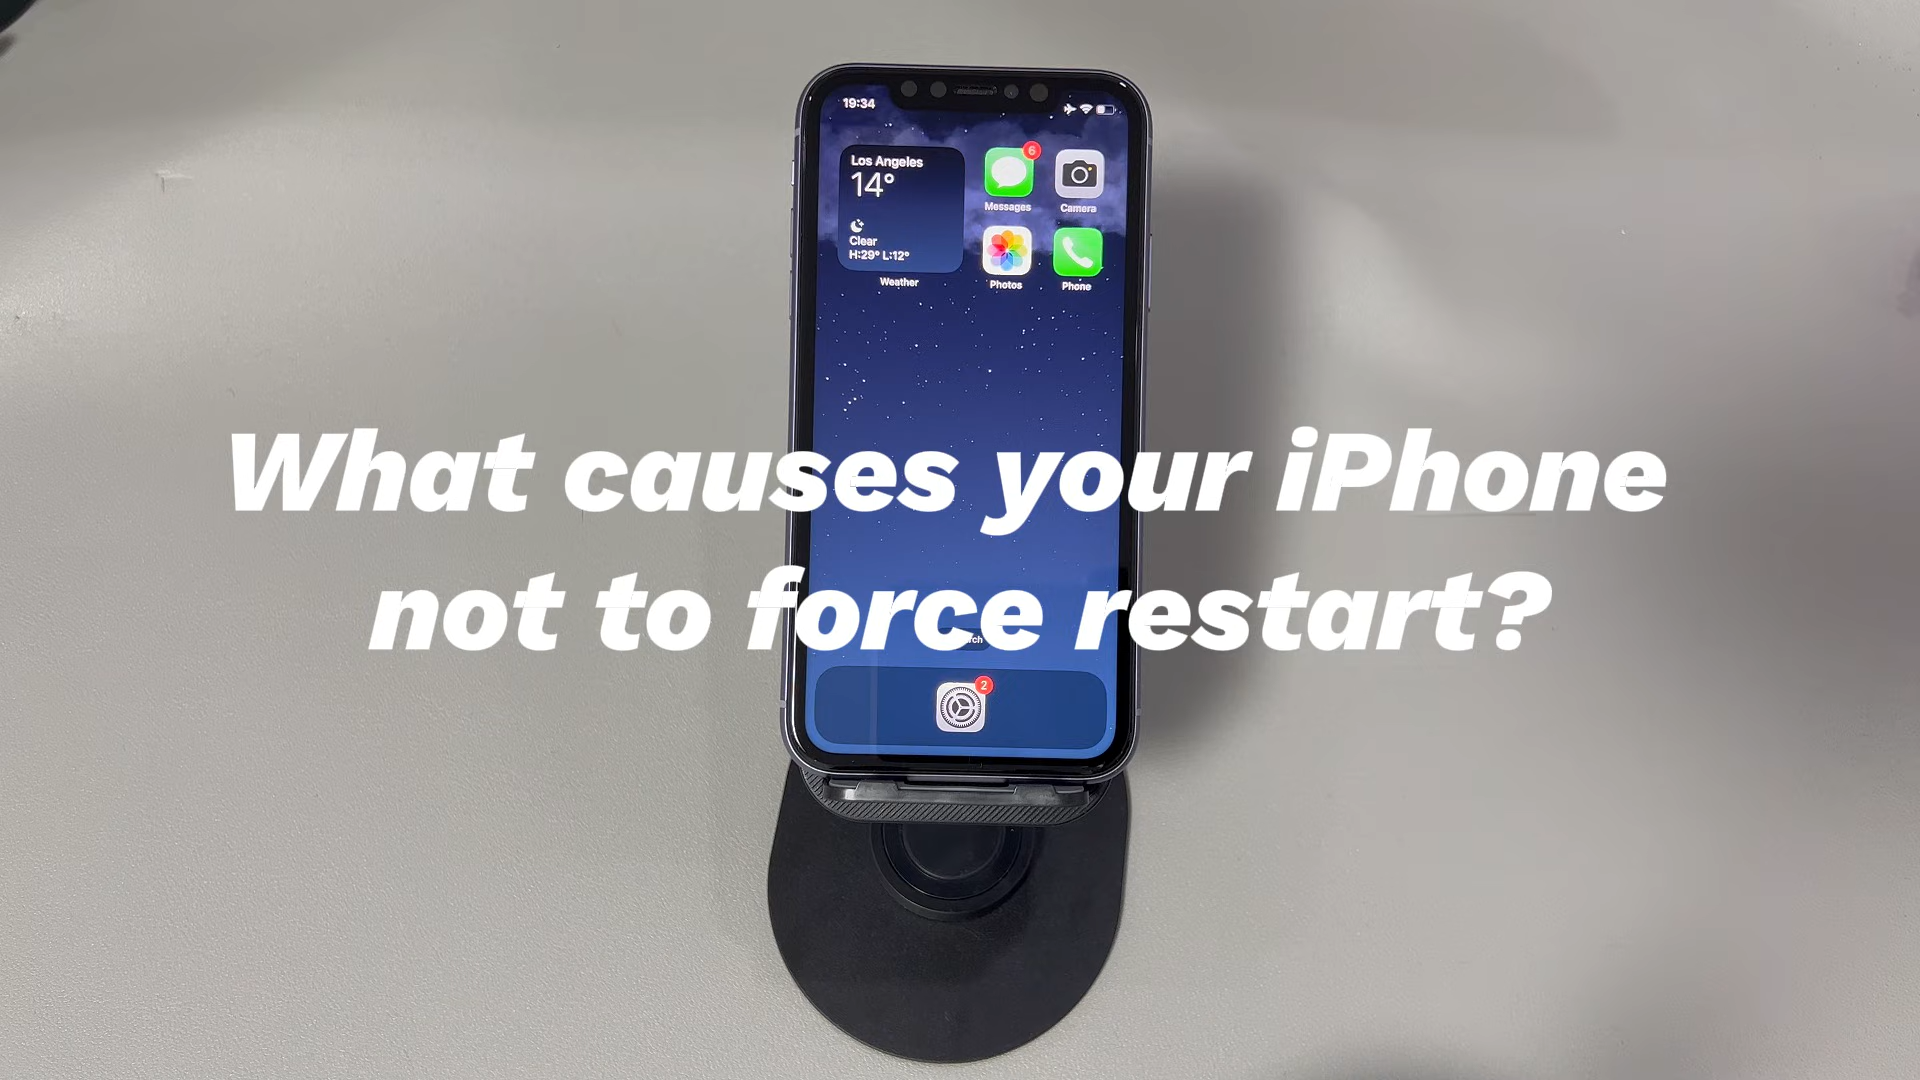 19:34
Los Angeles
14°
Clear
H:29° L:12°
Weather
6
Messages
Camera
Photos
Phone
What causes your iPhone
not to force restart?
2